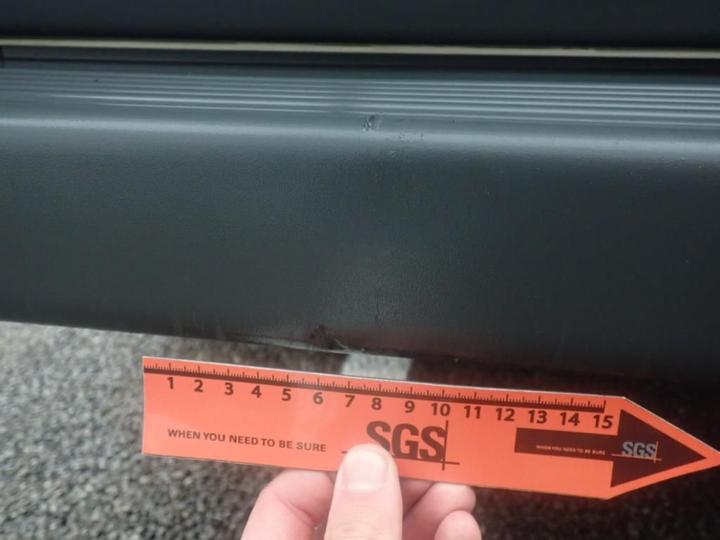 1 2 3 4 5 6 7 8 9 10 11 12 13 14 15
WHEN YOU NEED TO BE SURE SGS
WHEN YOU NEED TO BE SURE SGS